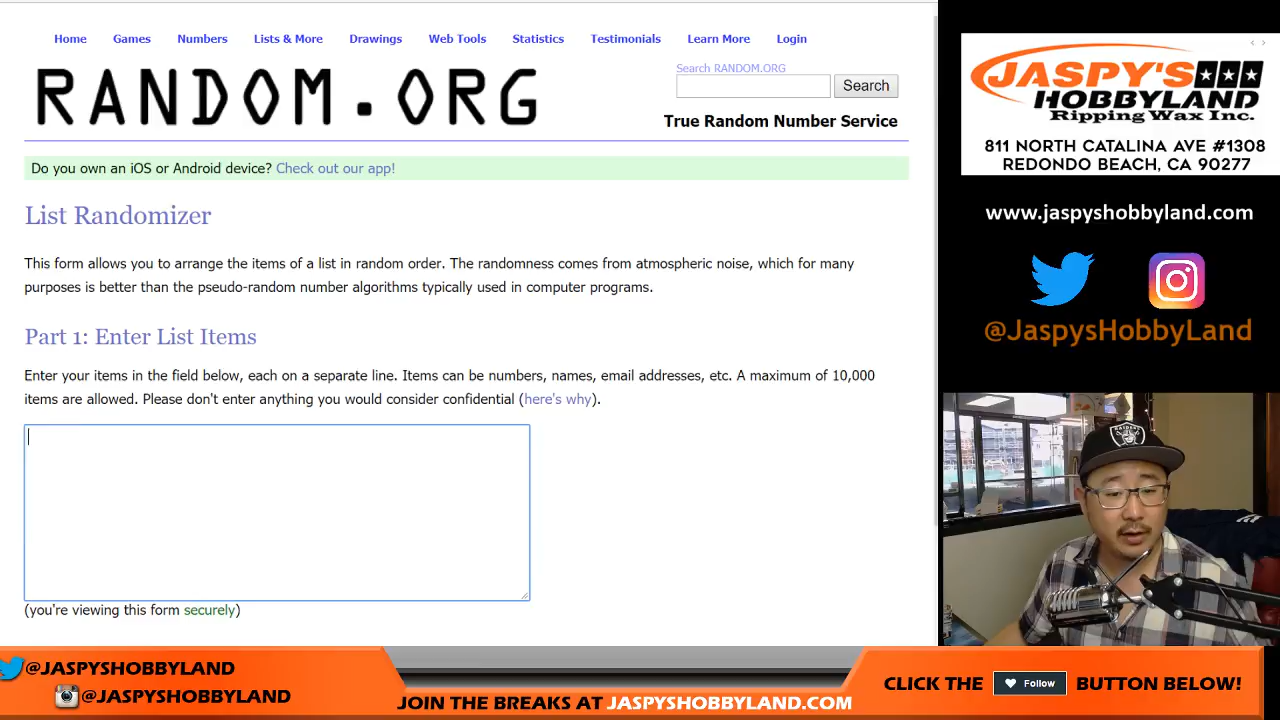 Home Games Numbers Lists & More Drawings Web Tools Statistics Testimonials Learn More Login
RANDOM.ORG
Search RANDOM.ORG
Search
True Random Number Service
Do you own an iOS or Android device? Check out our app!
List Randomizer
This form allows you to arrange the items of a list in random order. The randomness comes from atmospheric noise, which for many
purposes is better than the pseudo-random number algorithms typically used in computer programs.
Part 1: Enter List Items
Enter your items in the field below, each on a separate line. Items can be numbers, names, email addresses, etc. A maximum of 10,000
items are allowed. Please don't enter anything you would consider confidential (here's why).
(you're viewing this form securely)
JASPY'S
HOBBYLAND
Ripping Wax Inc.
811 NORTH CATALINA AVE #1308
REDONDO BEACH, CA 90277
www.jaspyshobbyland.com
@JaspysHobbyLand
RAIDERS
@JASPYSHOBBYLAND
@JASPYSHOBBYLAND
JOIN THE BREAKS AT JASPYSHOBBYLAND.COM
CLICK THE Follow BUTTON BELOW!